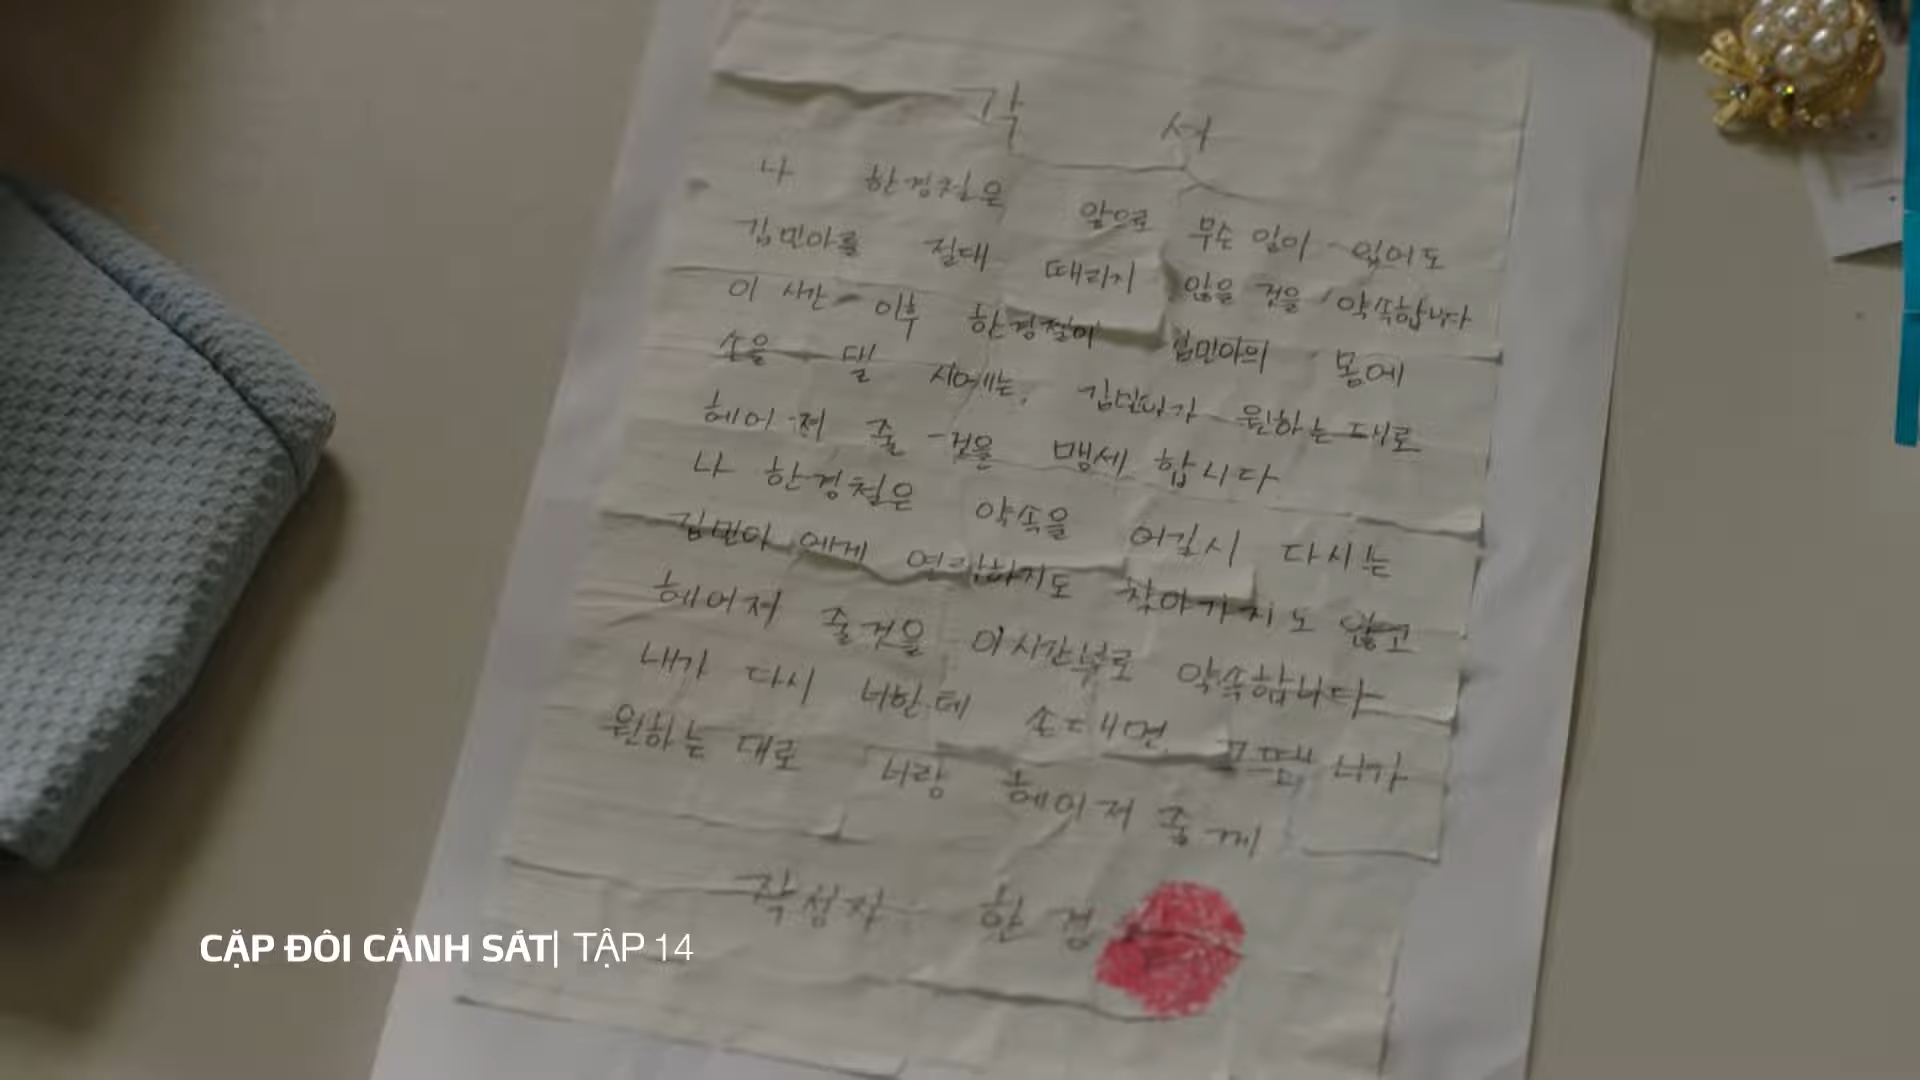 각 서
나 한경철은 앞으로 무슨 일이 있어도
김민아를 절대 때리지 않을 것을 약속합니다
이 시간 이후 한경철이 김민아의 몸에
손을 댈 시에는, 김민아가 원하는 대로
헤어져 줄 것을 맹세 합니다
나 한경철은 약속을 어길시 다시는
김민아 에게 연락하지도 찾아가지도 않고
헤어져 줄것을 이시간부로 약속합니다
내가 다시 너한테 손대면 그땐 너가
원하는 대로 너랑 헤어져 줄께
작성자 한경
CẶP ĐÔI CẢNH SÁT| TẬP 14